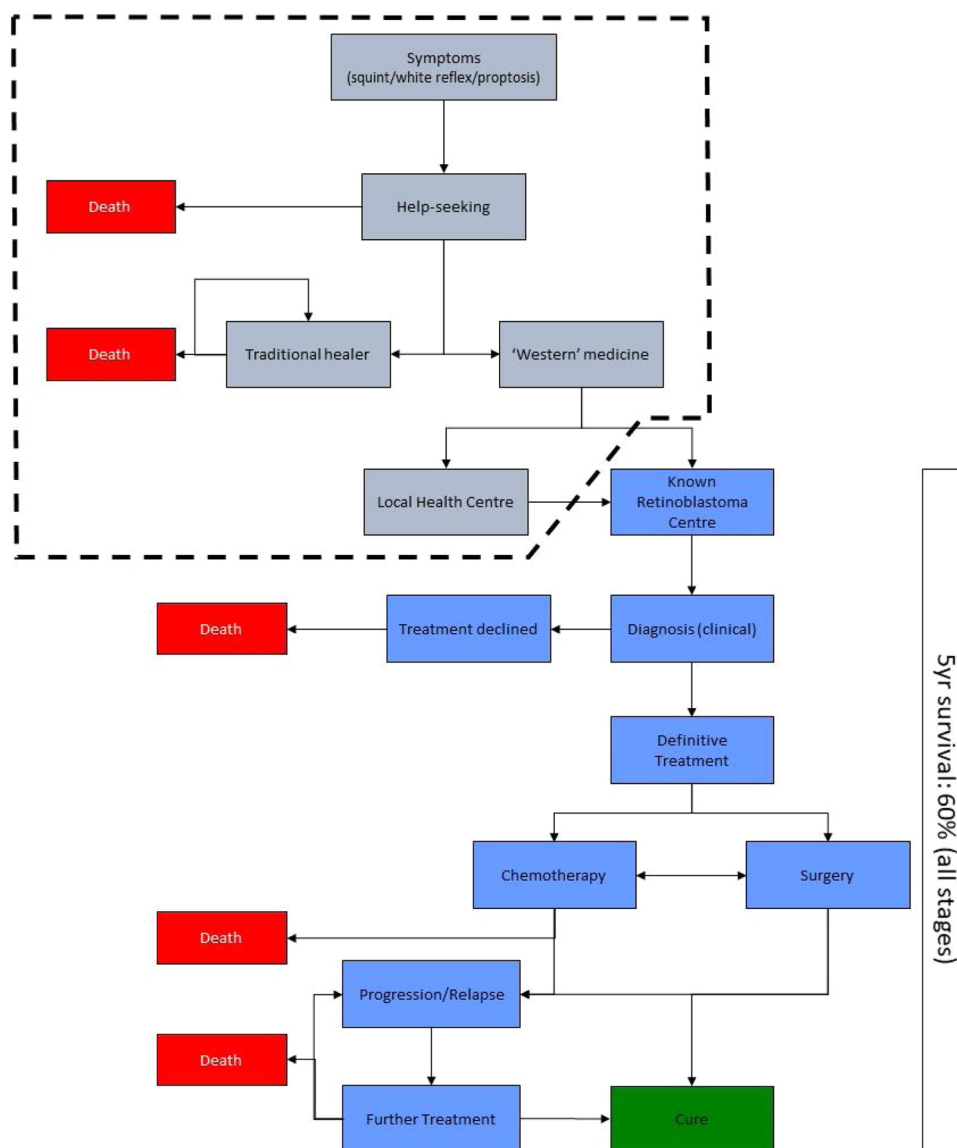 Symptoms
(squint/white reflex/proptosis)
Death
Help-seeking
Death
Traditional healer
‘Western’ medicine
Local Health Centre
Known
Retinoblastoma
Centre
Death
Treatment declined
Diagnosis (clinical)
Definitive
Treatment
Chemotherapy
Surgery
Death
Progression/Relapse
Death
Further Treatment
Cure
5yr survival: 60% (all stages)